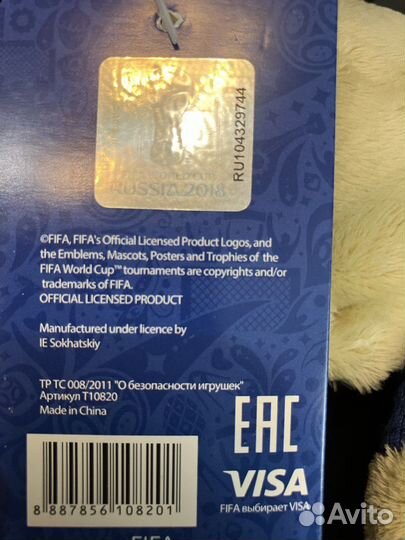 RU104329744
RUSSIA 2018
©FIFA, FIFA's Official Licensed Product Logos, and
the Emblems, Mascots, Posters and Trophies of the
FIFA World Cup™ tournaments are copyrights and/or
trademarks of FIFA.
OFFICIAL LICENSED PRODUCT
Manufactured under licence by
IE Sokhatskiy
ТР ТС 008/2011 "О безопасности игрушек"
Артикул Т10820
Made in China
8 887856 108201
EAC
VISA
FIFA выбирает VISA
FIFA
Avito